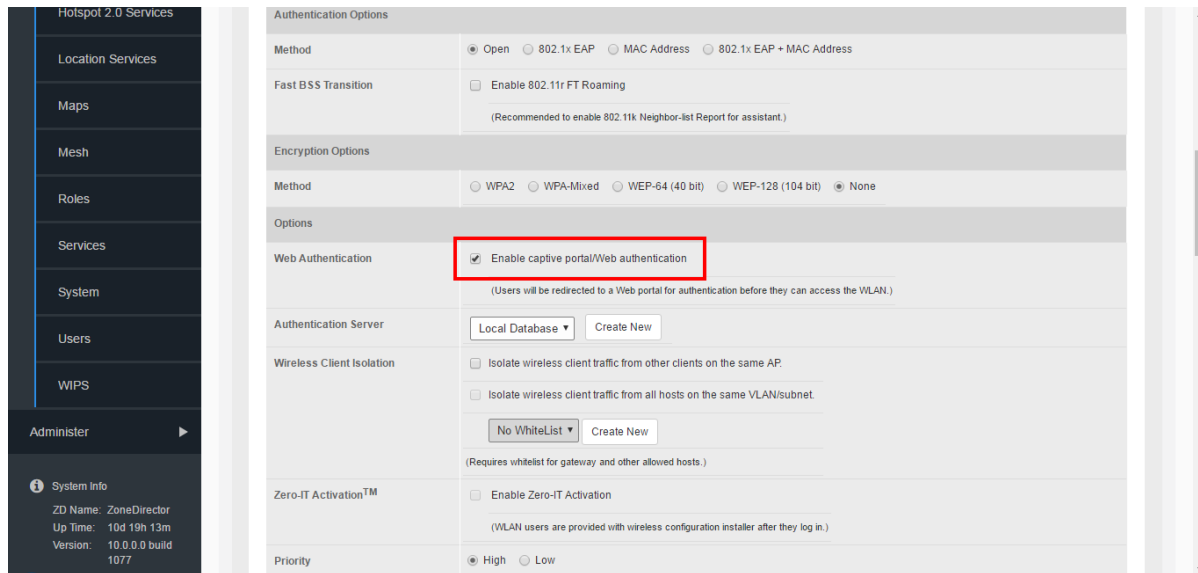 Hotspot 2.0 Services
Location Services
Maps
Mesh
Roles
Services
System
Users
WIPS
Administer
System Info
ZD Name: ZoneDirector
Up Time: 10d 19h 13m
Version: 10.0.0.0 build
1077
Authentication Options
Method Open 802.1x EAP MAC Address 802.1x EAP + MAC Address
Fast BSS Transition Enable 802.11r FT Roaming
(Recommended to enable 802.11k Neighbor-list Report for assistant.)
Encryption Options
Method WPA2 WPA-Mixed WEP-64 (40 bit) WEP-128 (104 bit) None
Options
Web Authentication Enable captive portal/Web authentication
(Users will be redirected to a Web portal for authentication before they can access the WLAN.)
Authentication Server Local Database Create New
Wireless Client Isolation Isolate wireless client traffic from other clients on the same AP.
Isolate wireless client traffic from all hosts on the same VLAN/subnet.
No WhiteList Create New
(Requires whitelist for gateway and other allowed hosts.)
Zero-IT Activation™ Enable Zero-IT Activation
(WLAN users are provided with wireless configuration installer after they log in.)
Priority High Low